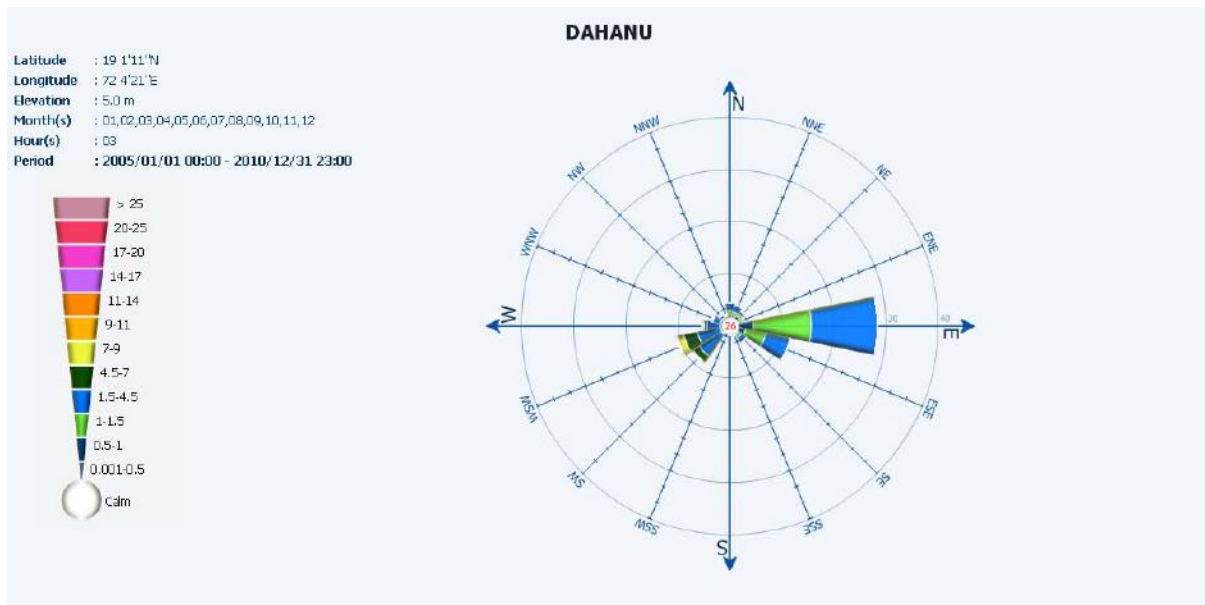 DAHANU
Latitude : 19 1'11"N
Longitude : 72 4'21"E
Elevation : 5.0 m
Month(s) : 01,02,03,04,05,06,07,08,09,10,11,12
Hour(s) : 03
Period : 2005/01/01 00:00 - 2010/12/31 23:00
> 25
20-25
17-20
14-17
11-14
9-11
7-9
4.5-7
1.5-4.5
1-1.5
0.5-1
0.001-0.5
Calm
N
NNE
NE
ENE
E
ESE
SE
SSE
S
SSW
SW
WSW
W
WNW
NW
NNW
26
30
40